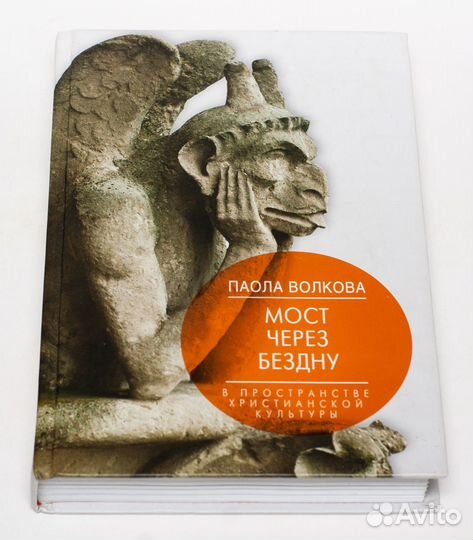 ПАОЛА ВОЛКОВА
МОСТ
ЧЕРЕЗ
БЕЗДНУ
В ПРОСТРАНСТВЕ
ХРИСТИАНСКОЙ
КУЛЬТУРЫ
Avito